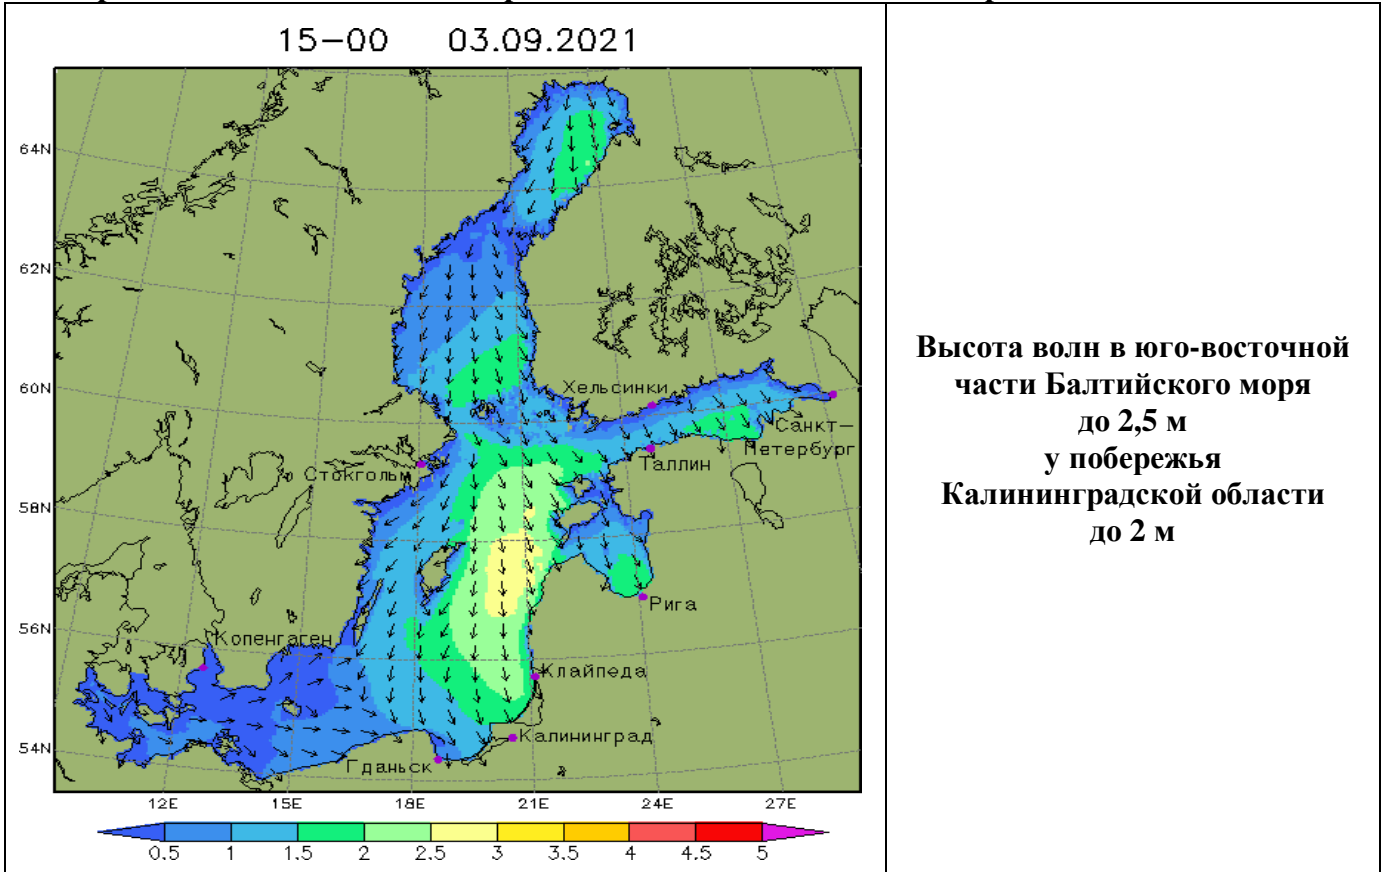 15-00 03.09.2021
64N
62N
60N
58N
56N
54N
Хельсинки
Санкт-
Петербург
Таллин
Стокгольм
Рига
Копенгаген
Клайпеда
Калининград
Гданьск
12E 15E 18E 21E 24E 27E
0.5 1 1.5 2 2.5 3 3.5 4 4.5 5
Высота волн в юго-восточной
части Балтийского моря
до 2,5 м
у побережья
Калининградской области
до 2 м